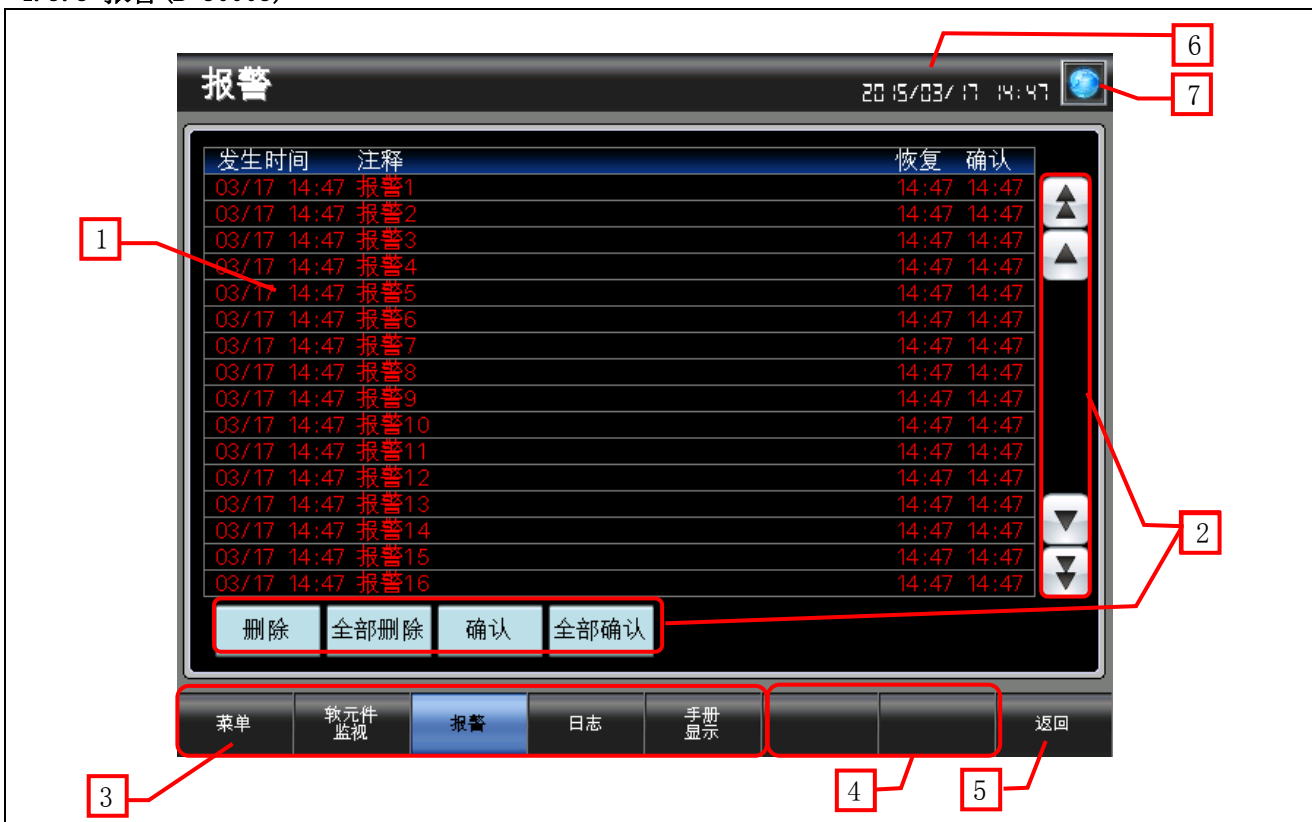 报警
2015/03/17 14:47
6
7
发生时间 注释 恢复 确认
03/17 14:47 报警1 14:47 14:47
03/17 14:47 报警2 14:47 14:47
03/17 14:47 报警3 14:47 14:47
03/17 14:47 报警4 14:47 14:47
03/17 14:47 报警5 14:47 14:47
03/17 14:47 报警6 14:47 14:47
03/17 14:47 报警7 14:47 14:47
03/17 14:47 报警8 14:47 14:47
03/17 14:47 报警9 14:47 14:47
03/17 14:47 报警10 14:47 14:47
03/17 14:47 报警11 14:47 14:47
03/17 14:47 报警12 14:47 14:47
03/17 14:47 报警13 14:47 14:47
03/17 14:47 报警14 14:47 14:47
03/17 14:47 报警15 14:47 14:47
03/17 14:47 报警16 14:47 14:47
1
2
删除 全部删除 确认 全部确认
菜单 软元件监视 报警 日志 手册显示 返回
3
4
5